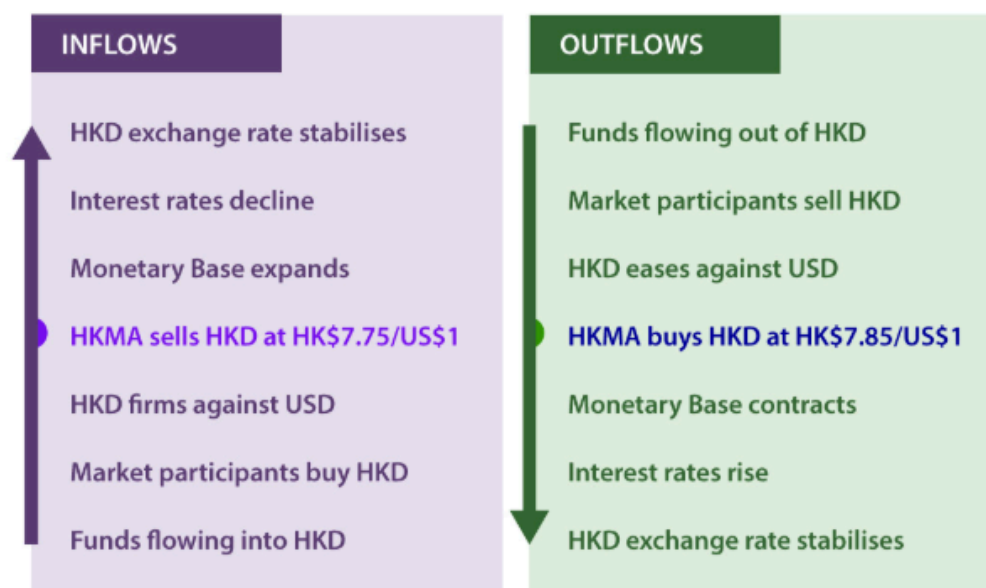 INFLOWS
HKD exchange rate stabilises
Interest rates decline
Monetary Base expands
HKMA sells HKD at HK$7.75/US$1
HKD firms against USD
Market participants buy HKD
Funds flowing into HKD
OUTFLOWS
Funds flowing out of HKD
Market participants sell HKD
HKD eases against USD
HKMA buys HKD at HK$7.85/US$1
Monetary Base contracts
Interest rates rise
HKD exchange rate stabilises